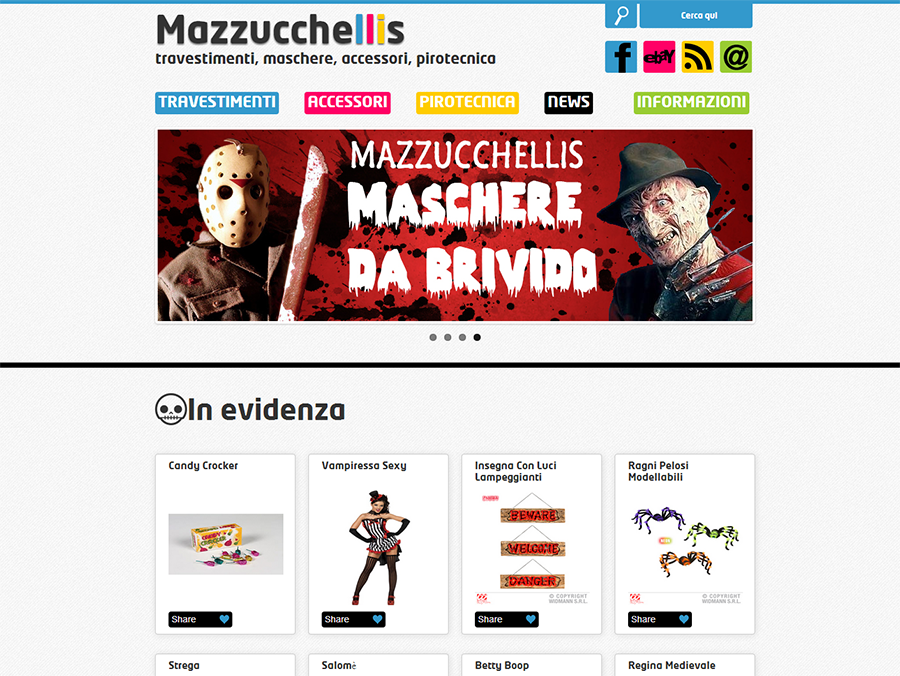 Mazzucchellis
travestimenti, maschere, accessori, pirotecnica
Cerca qui
f
ebay
@
TRAVESTIMENTI
ACCESSORI
PIROTECNICA
NEWS
INFORMAZIONI
MAZZUCCHELLIS
MASCHERE
DA BRIVIDO
In evidenza
Candy Crocker
Vampiressa Sexy
Insegna Con Luci
Lampeggianti
Ragni Pelosi
Modellabili
BEWARE
WELCOME
DANGER
© COPYRIGHT
WIDMANN S.R.L.
© COPYRIGHT
WIDMANN S.R.L.
Share
Share
Share
Share
Strega
Salomè
Betty Boop
Regina Medievale